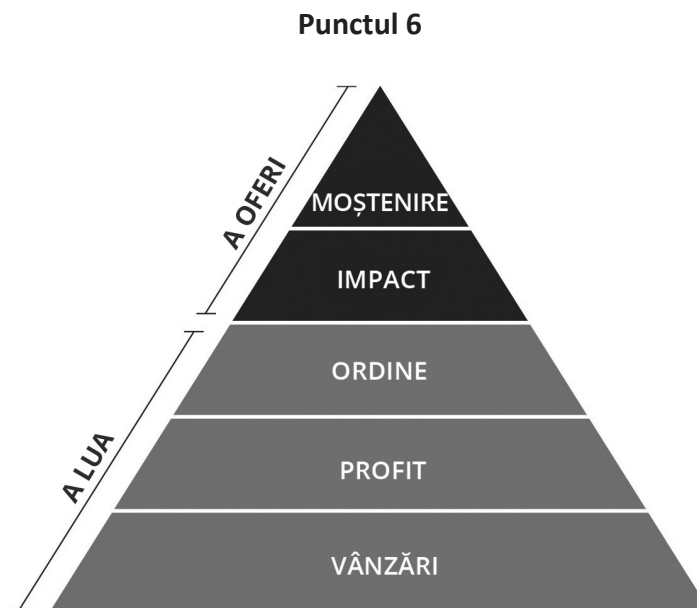 Punctul 6
A OFERI
MOȘTENIRE
IMPACT
ORDINE
A LUA
PROFIT
VÂNZĂRI